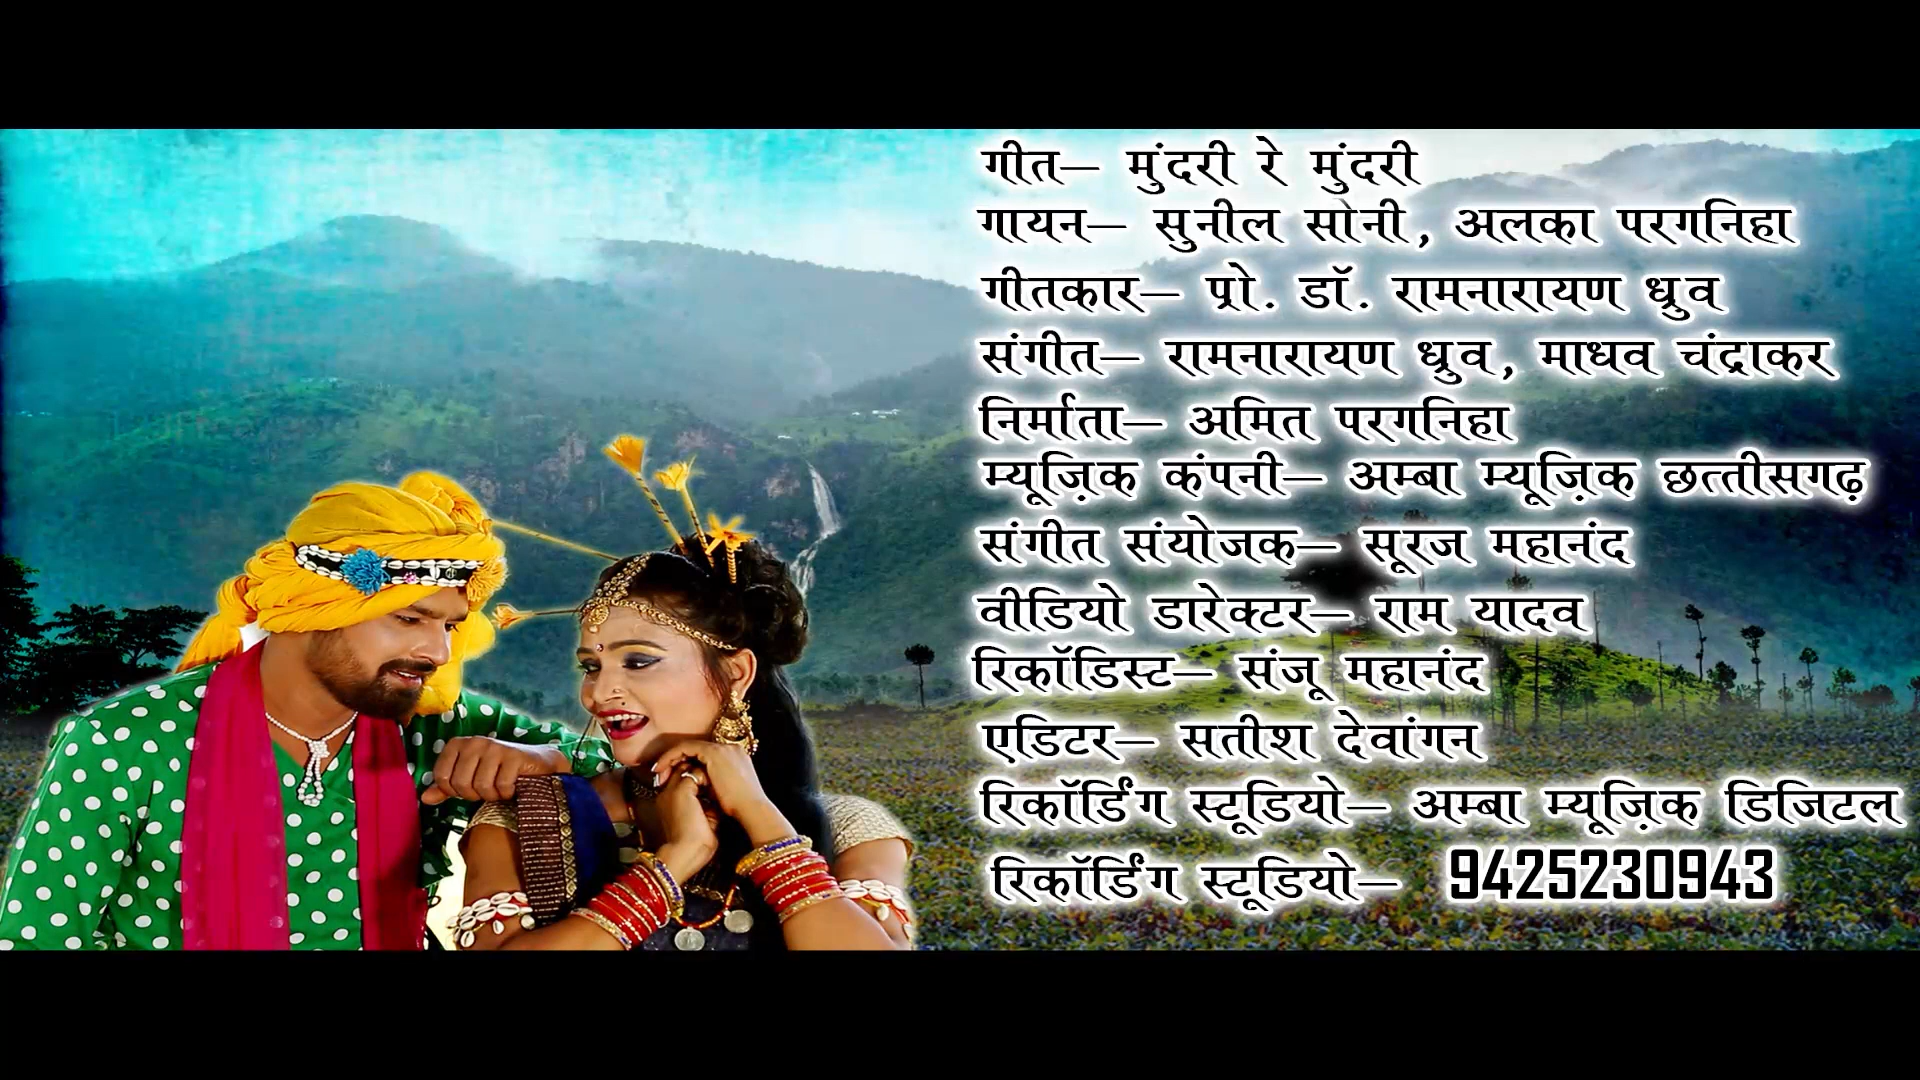 गीत– मुंदरी रे मुंदरी
गायन– सुनील सोनी, अलका परगनिहा
गीतकार– प्रो. डॉ. रामनारायण ध्रुव
संगीत– रामनारायण ध्रुव, माधव चंद्राकर
निर्माता– अमित परगनिहा
म्यूज़िक कंपनी– अम्बा म्यूज़िक छत्तीसगढ़
संगीत संयोजक– सूरज महानंद
वीडियो डारेक्टर– राम यादव
रिकॉडिस्ट– संजू महानंद
एडिटर– सतीश देवांगन
रिकॉर्डिंग स्टूडियो– अम्बा म्यूज़िक डिजिटल
रिकॉर्डिंग स्टूडियो– 9425230943